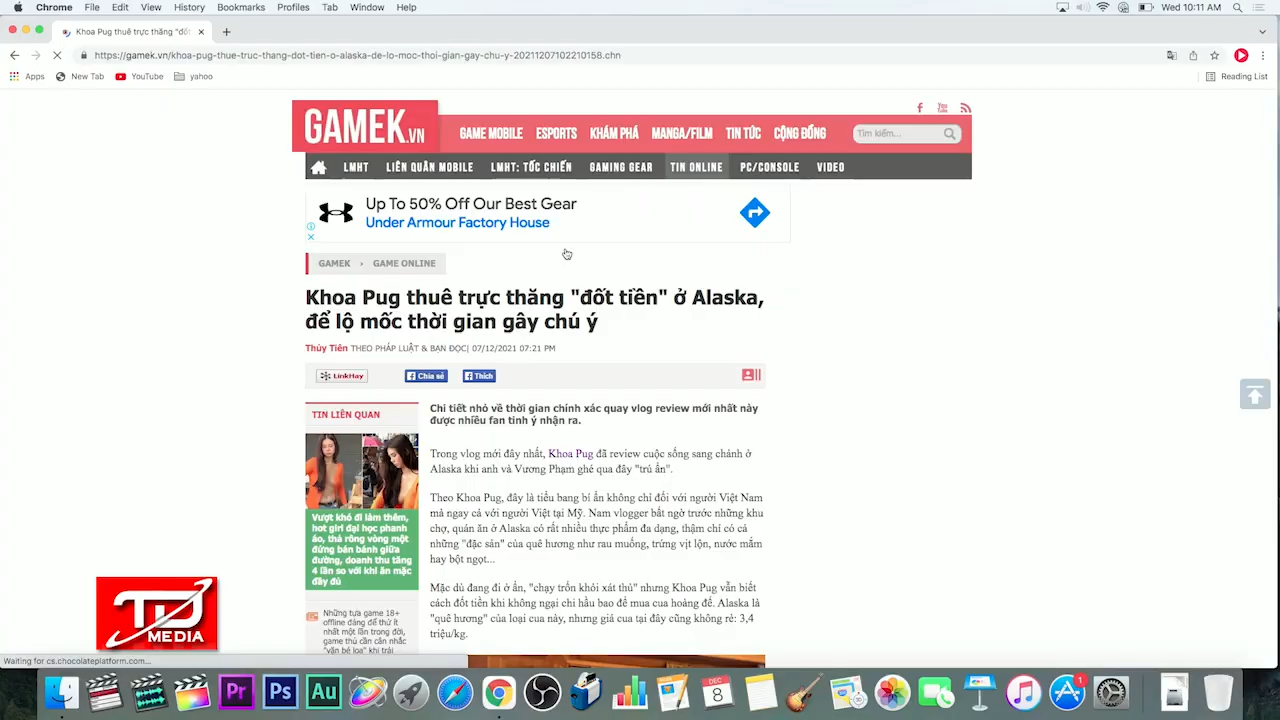 Chrome File Edit View History Bookmarks Profiles Tab Window Help
Wed 10:11 AM
Khoa Pug thuê trực thăng "đốt
https://gamek.vn/khoa-pug-thue-truc-thang-dot-tien-o-alaska-de-lo-moc-thoi-gian-gay-chu-y-20211207102210158.chn
Apps New Tab YouTube yahoo
Reading List
GAMEK.VN
GAME MOBILE ESPORTS KHÁM PHÁ MANGA/FILM TIN TỨC CỘNG ĐỒNG
Tìm kiếm...
LMHT LIÊN QUÂN MOBILE LMHT: TỐC CHIẾN GAMING GEAR TIN ONLINE PC/CONSOLE VIDEO
Up To 50% Off Our Best Gear
Under Armour Factory House
GAMEK › GAME ONLINE
Khoa Pug thuê trực thăng "đốt tiền" ở Alaska,
để lộ mốc thời gian gây chú ý
Thủy Tiên THEO PHÁP LUẬT & BẠN ĐỌC| 07/12/2021 07:21 PM
LinkHay
Chia sẻ
Thích
TIN LIÊN QUAN
Vượt khó đi làm thêm,
hot girl đại học phanh
áo, thả rông vòng một
đứng bán bánh giữa
đường, doanh thu tăng
4 lần so với khi ăn mặc
đầy đủ
Những tựa game 18+
offline đáng để thử ít
nhất một lần trong đời,
game thủ cần cân nhắc
"văn bé loa" khi trải
Chi tiết nhỏ về thời gian chính xác quay vlog review mới nhất này
được nhiều fan tinh ý nhận ra.
Trong vlog mới đây nhất, Khoa Pug đã review cuộc sống sang chảnh ở
Alaska khi anh và Vương Phạm ghé qua đây "trú ẩn".
Theo Khoa Pug, đây là tiểu bang bí ẩn không chỉ đối với người Việt Nam
mà ngay cả với người Việt tại Mỹ. Nam vlogger bất ngờ trước những khu
chợ, quán ăn ở Alaska có rất nhiều thực phẩm đa dạng, thậm chí có cả
những "đặc sản" của quê hương như rau muống, trứng vịt lộn, nước mắm
hay bột ngọt...
Mặc dù đang đi ở ẩn, "chạy trốn khỏi xát thủ" nhưng Khoa Pug vẫn biết
cách đốt tiền khi không ngại chi hầu bao để mua cua hoàng đế. Alaska là
"quê hương" của loại cua này, nhưng giá cua tại đây cũng không rẻ: 3,4
triệu/kg.
TD
MEDIA
Waiting for cs.chocolateplatform.com...
Pr Ps Au
DEC
8
1